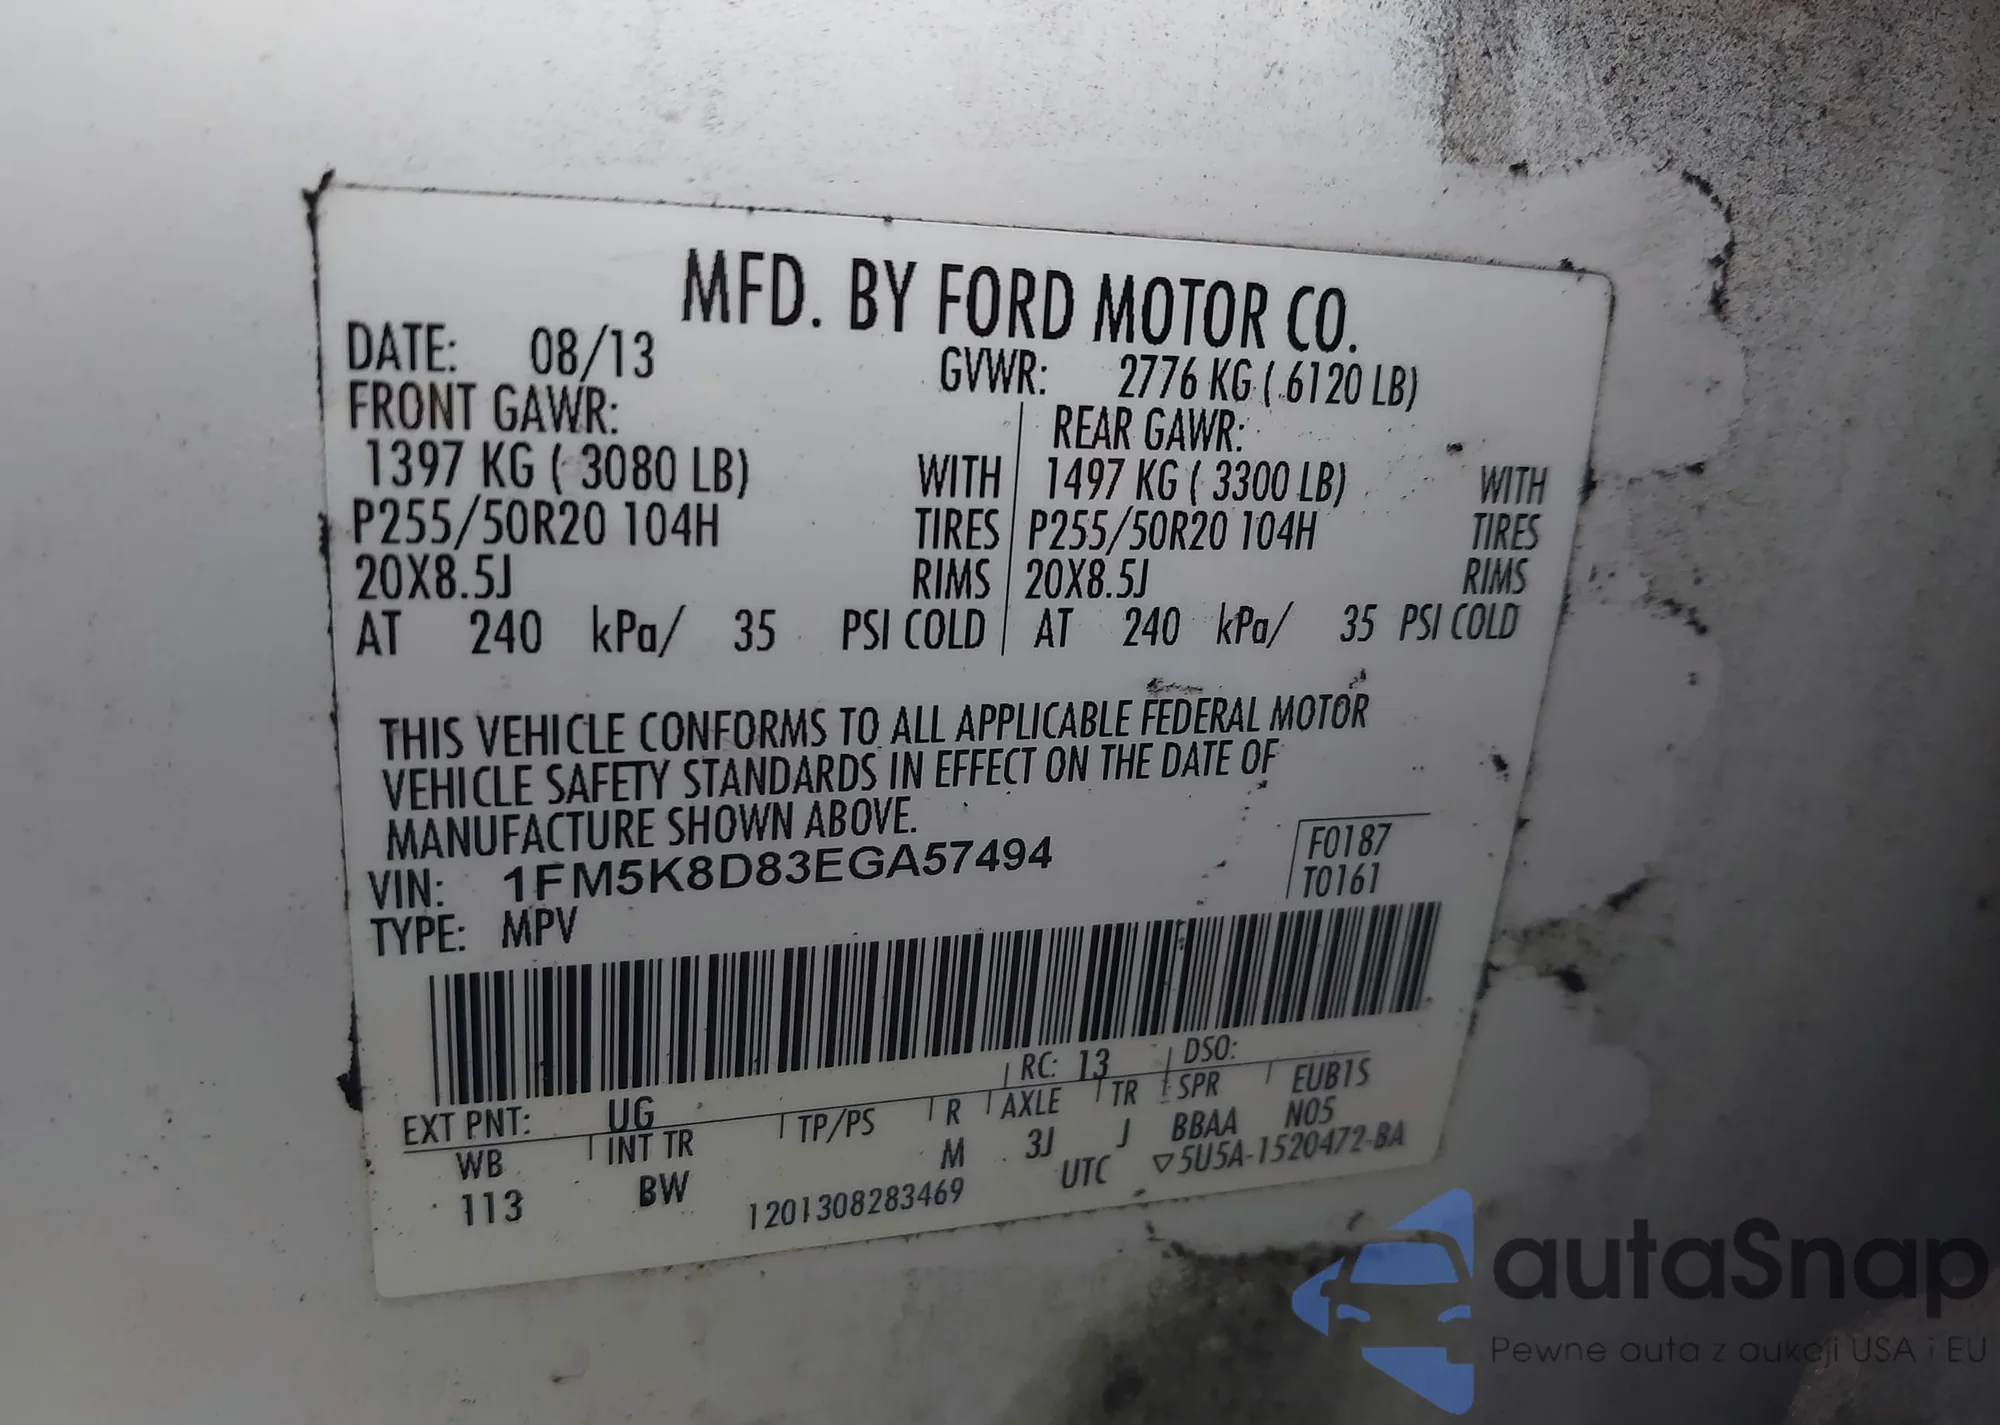 MFD. BY FORD MOTOR CO.
DATE: 08/13 GVWR: 2776 KG ( 6120 LB)
FRONT GAWR: REAR GAWR:
1397 KG ( 3080 LB) WITH 1497 KG ( 3300 LB) WITH
P255/50R20 104H TIRES P255/50R20 104H TIRES
20X8.5J RIMS 20X8.5J RIMS
AT 240 kPa/ 35 PSI COLD AT 240 kPa/ 35 PSI COLD
THIS VEHICLE CONFORMS TO ALL APPLICABLE FEDERAL MOTOR
VEHICLE SAFETY STANDARDS IN EFFECT ON THE DATE OF
MANUFACTURE SHOWN ABOVE.
VIN: 1FM5K8D83EGA57494 F0187
TYPE: MPV T0161
EXT PNT: UG RC: 13 DSO:
WB INT TR TP/PS R AXLE TR SPR EUB1S
113 BW M 3J J BBAA N05
1201308283469 UTC ▽5U5A-1520472-BA
autaSnap
Pewne auta z aukcji USA i EU